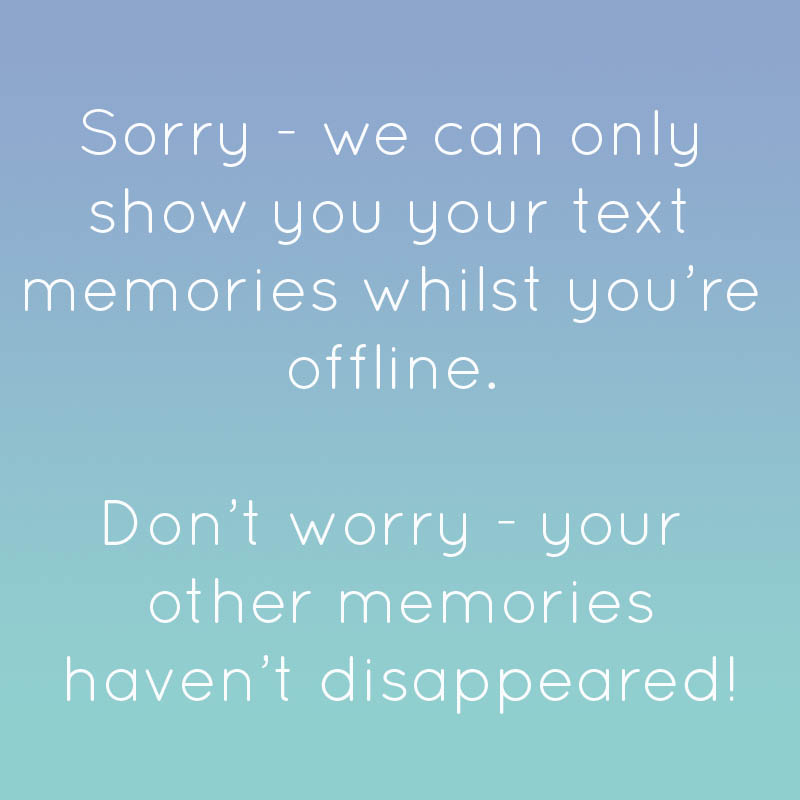 Sorry - we can only
show you your text
memories whilst you’re
offline.
Don’t worry - your
other memories
haven’t disappeared!